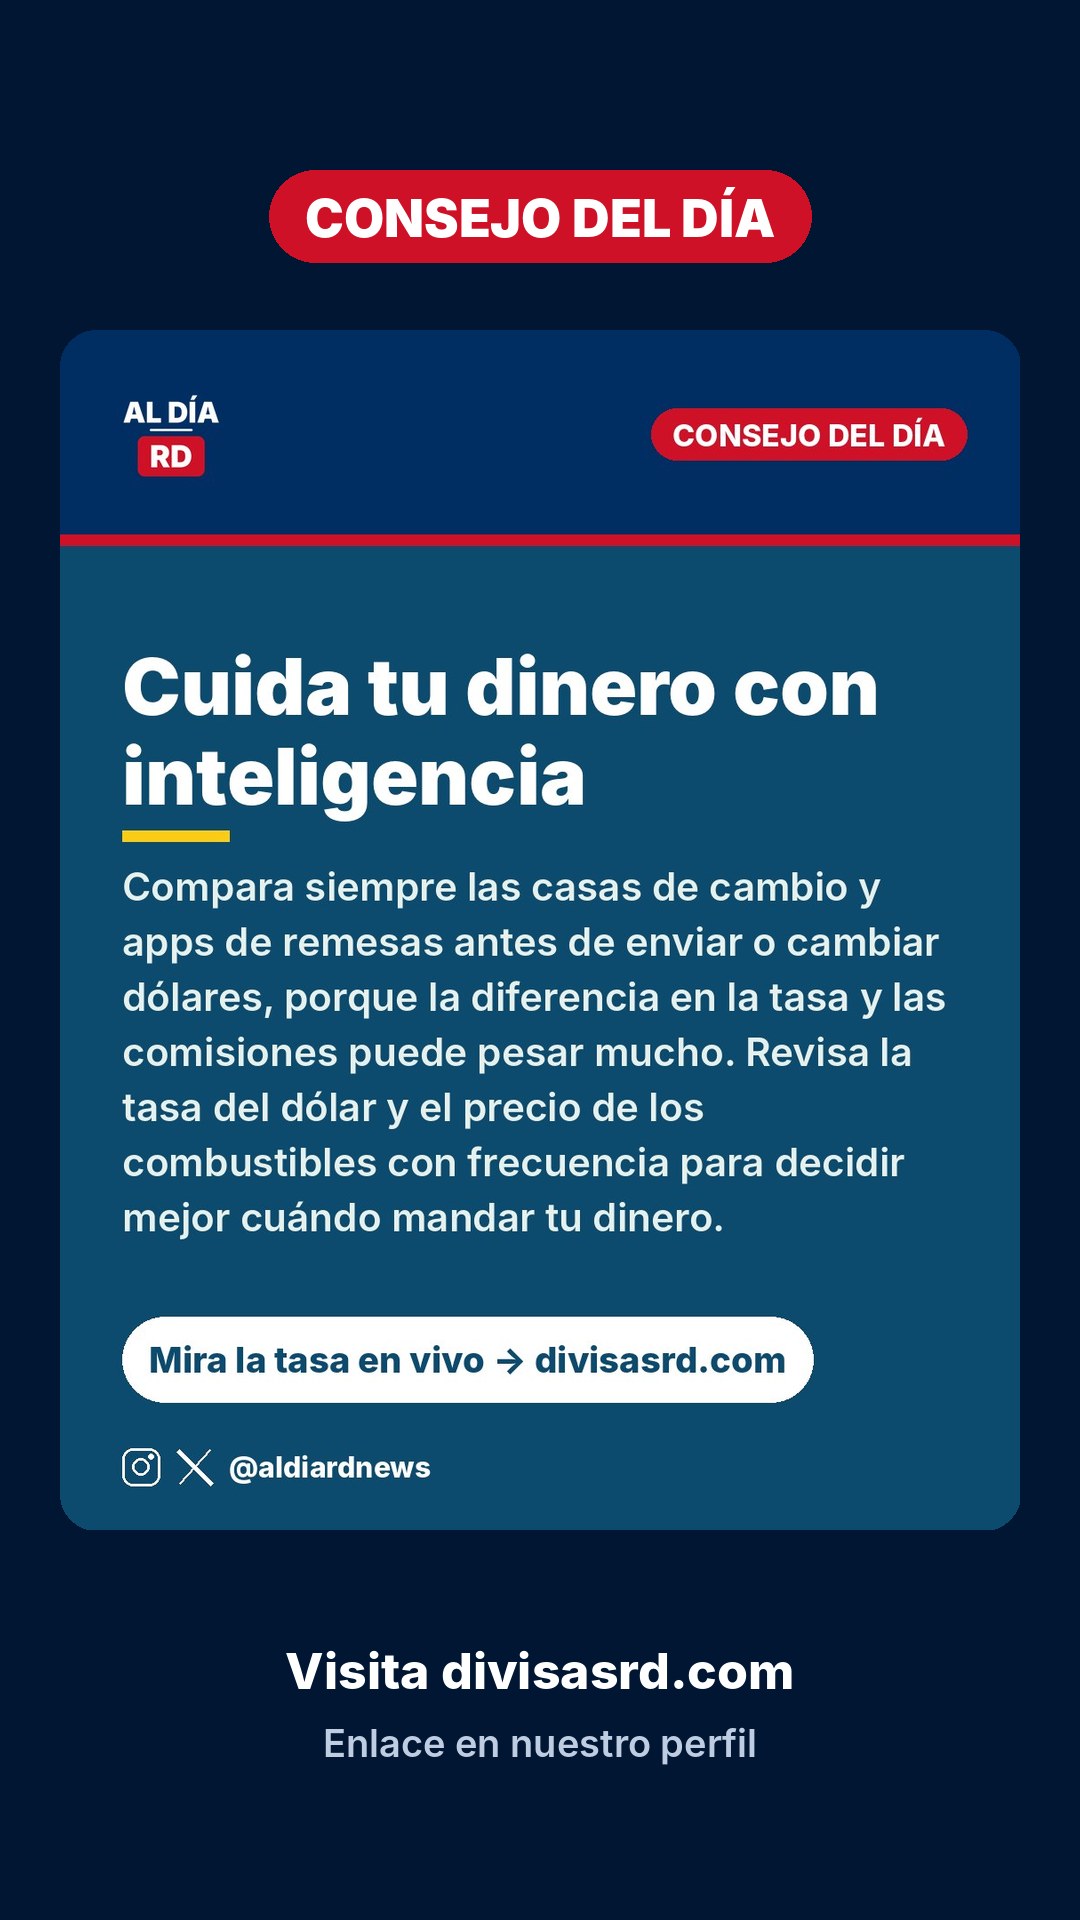 CONSEJO DEL DÍA
AL DÍA
RD
CONSEJO DEL DÍA
Cuida tu dinero con
inteligencia
Compara siempre las casas de cambio y
apps de remesas antes de enviar o cambiar
dólares, porque la diferencia en la tasa y las
comisiones puede pesar mucho. Revisa la
tasa del dólar y el precio de los
combustibles con frecuencia para decidir
mejor cuándo mandar tu dinero.
Mira la tasa en vivo → divisasrd.com
@aldiardnews
Visita divisasrd.com
Enlace en nuestro perfil